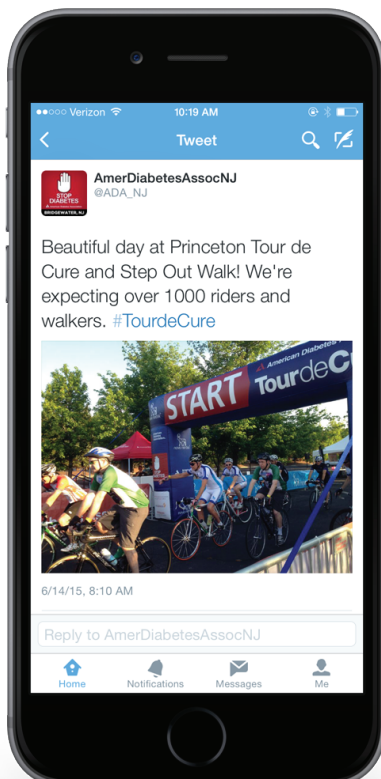 Verizon 10:19 AM
Tweet
STOP
DIABETES
BRIDGEWATER, NJ
AmerDiabetesAssocNJ
@ADA_NJ
Beautiful day at Princeton Tour de
Cure and Step Out Walk! We're
expecting over 1000 riders and
walkers. #TourdeCure
American Diabetes
START TourdeC
6/14/15, 8:10 AM
Reply to AmerDiabetesAssocNJ
Home Notifications Messages Me